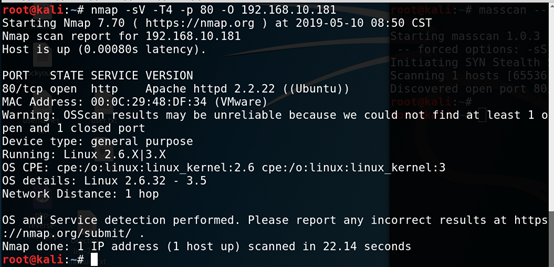 root@kali:~# nmap -sV -T4 -p 80 -O 192.168.10.181
Starting Nmap 7.70 ( https://nmap.org ) at 2019-05-10 08:50 CST
Nmap scan report for 192.168.10.181
Host is up (0.00080s latency).
PORT   STATE SERVICE VERSION
80/tcp open  http    Apache httpd 2.2.22 ((Ubuntu))
MAC Address: 00:0C:29:48:DF:34 (VMware)
Warning: OSScan results may be unreliable because we could not find at least 1 o
pen and 1 closed port
Device type: general purpose
Running: Linux 2.6.X|3.X
OS CPE: cpe:/o:linux:linux_kernel:2.6 cpe:/o:linux:linux_kernel:3
OS details: Linux 2.6.32 - 3.5
Network Distance: 1 hop
OS and Service detection performed. Please report any incorrect results at https
://nmap.org/submit/ .
Nmap done: 1 IP address (1 host up) scanned in 22.14 seconds
root@kali:~#
root@kali:~# masscan --
Starting masscan 1.0.3
-- forced options: -sS
Initiating SYN Stealth
Scanning 1 hosts [65536
Discovered open port 80/
root@kali:~#